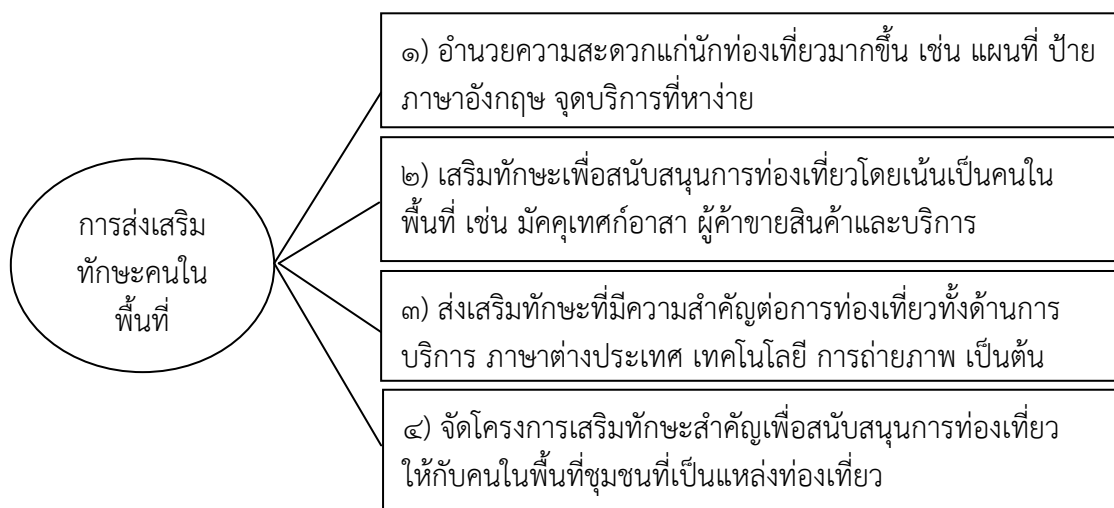 การส่งเสริม
ทักษะคนใน
พื้นที่
๑) อำนวยความสะดวกแก่นักท่องเที่ยวมากขึ้น เช่น แผนที่ ป้าย
ภาษาอังกฤษ จุดบริการที่หาง่าย
๒) เสริมทักษะเพื่อสนับสนุนการท่องเที่ยวโดยเน้นเป็นคนใน
พื้นที่ เช่น มัคคุเทศก์อาสา ผู้ค้าขายสินค้าและบริการ
๓) ส่งเสริมทักษะที่มีความสำคัญต่อการท่องเที่ยวทั้งด้านการ
บริการ ภาษาต่างประเทศ เทคโนโลยี การถ่ายภาพ เป็นต้น
๔) จัดโครงการเสริมทักษะสำคัญเพื่อสนับสนุนการท่องเที่ยว
ให้กับคนในพื้นที่ชุมชนที่เป็นแหล่งท่องเที่ยว